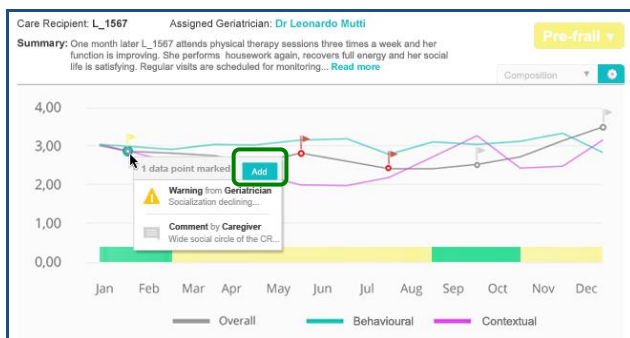 Care Recipient: L_1567 Assigned Geriatrician: Dr Leonardo Mutti
Pre-frail
Summary: One month later L_1567 attends physical therapy sessions three times a week and her
function is improving. She performs housework again, recovers full energy and her social
life is satisfying. Regular visits are scheduled for monitoring... Read more
Composition
4,00
3,00
2,00
1,00
0,00
1 data point marked Add
Warning from Geriatrician
Socialization declining...
Comment by Caregiver
Wide social circle of the CR...
Jan Feb Mar Apr May Jun Jul Aug Sep Oct Nov Dec
Overall Behavioural Contextual